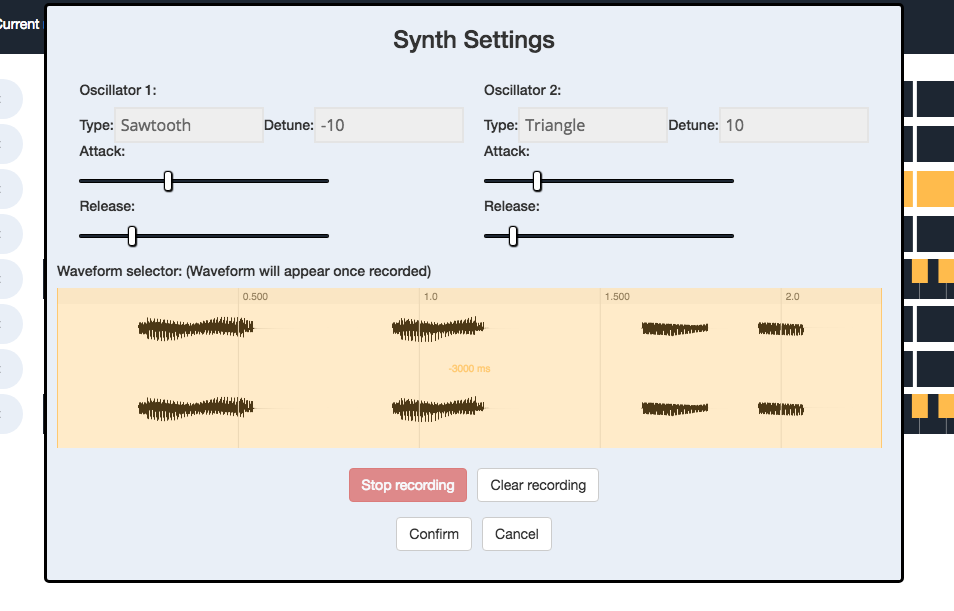 Current
Synth Settings
Oscillator 1:
Oscillator 2:
Type: Sawtooth Detune: -10
Type: Triangle Detune: 10
Attack:
Attack:
Release:
Release:
Waveform selector: (Waveform will appear once recorded)
0.500 1.0 1.500 2.0
-3000 ms
Stop recording Clear recording
Confirm Cancel